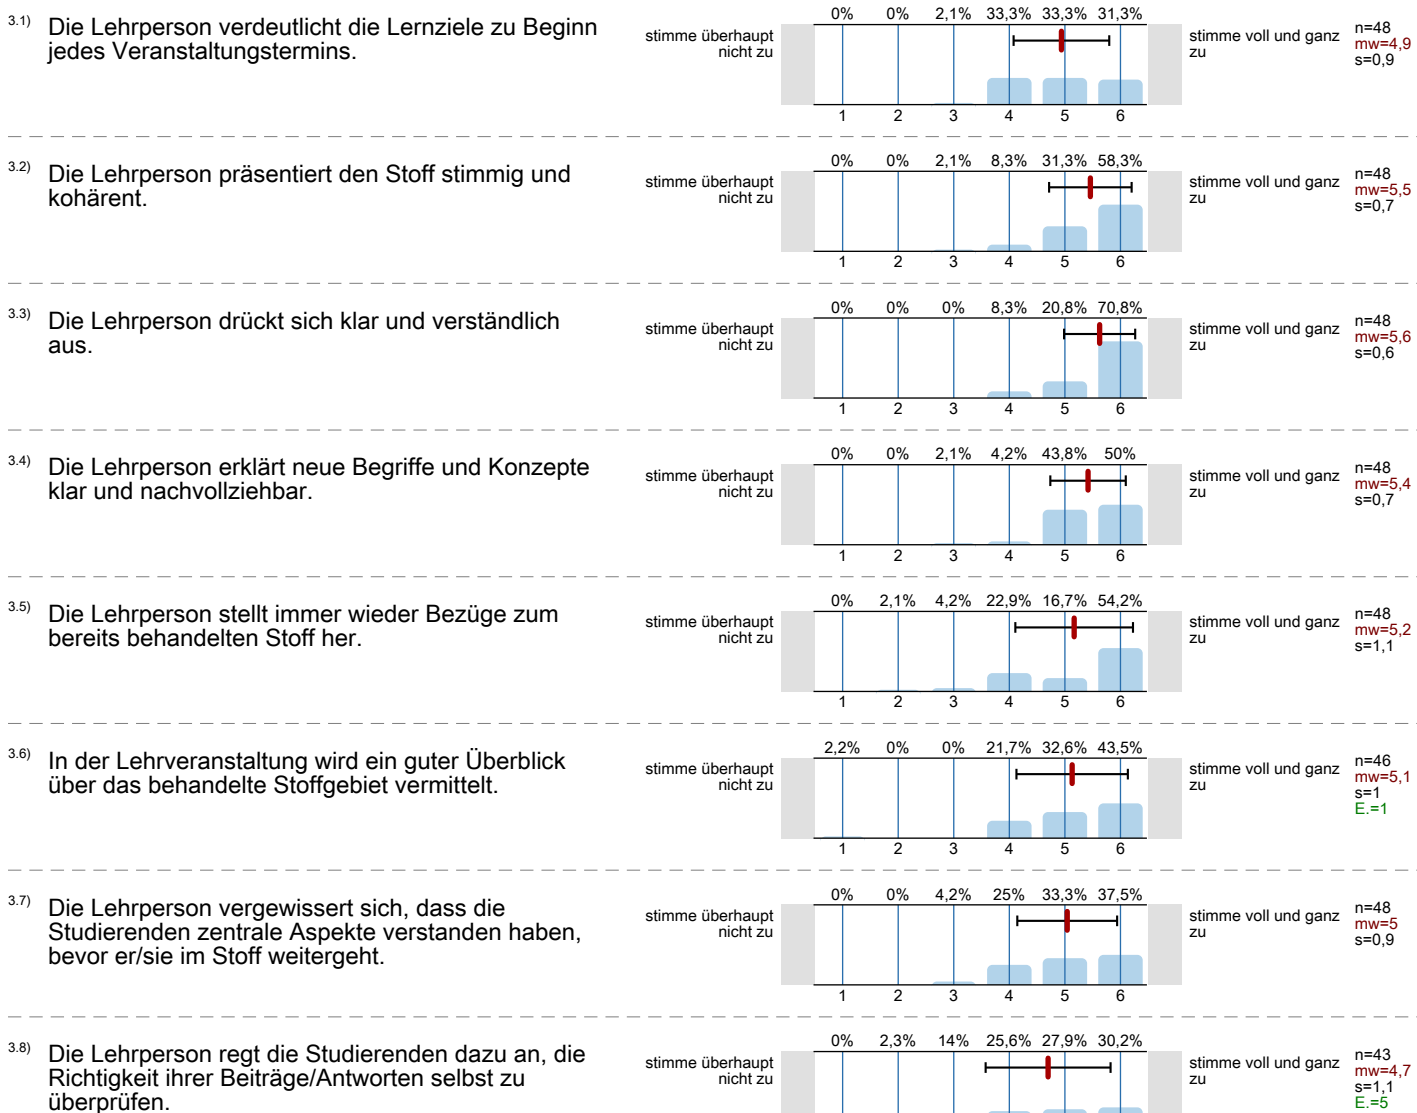 3.1) Die Lehrperson verdeutlicht die Lernziele zu Beginn
jedes Veranstaltungstermins.
stimme überhaupt
nicht zu
0% 0% 2,1% 33,3% 33,3% 31,3%
1 2 3 4 5 6
stimme voll und ganz
zu
n=48
mw=4,9
s=0,9
3.2) Die Lehrperson präsentiert den Stoff stimmig und
kohärent.
stimme überhaupt
nicht zu
0% 0% 2,1% 8,3% 31,3% 58,3%
1 2 3 4 5 6
stimme voll und ganz
zu
n=48
mw=5,5
s=0,7
3.3) Die Lehrperson drückt sich klar und verständlich
aus.
stimme überhaupt
nicht zu
0% 0% 0% 8,3% 20,8% 70,8%
1 2 3 4 5 6
stimme voll und ganz
zu
n=48
mw=5,6
s=0,6
3.4) Die Lehrperson erklärt neue Begriffe und Konzepte
klar und nachvollziehbar.
stimme überhaupt
nicht zu
0% 0% 2,1% 4,2% 43,8% 50%
1 2 3 4 5 6
stimme voll und ganz
zu
n=48
mw=5,4
s=0,7
3.5) Die Lehrperson stellt immer wieder Bezüge zum
bereits behandelten Stoff her.
stimme überhaupt
nicht zu
0% 2,1% 4,2% 22,9% 16,7% 54,2%
1 2 3 4 5 6
stimme voll und ganz
zu
n=48
mw=5,2
s=1,1
3.6) In der Lehrveranstaltung wird ein guter Überblick
über das behandelte Stoffgebiet vermittelt.
stimme überhaupt
nicht zu
2,2% 0% 0% 21,7% 32,6% 43,5%
1 2 3 4 5 6
stimme voll und ganz
zu
n=46
mw=5,1
s=1
E.=1
3.7) Die Lehrperson vergewissert sich, dass die
Studierenden zentrale Aspekte verstanden haben,
bevor er/sie im Stoff weitergeht.
stimme überhaupt
nicht zu
0% 0% 4,2% 25% 33,3% 37,5%
1 2 3 4 5 6
stimme voll und ganz
zu
n=48
mw=5
s=0,9
3.8) Die Lehrperson regt die Studierenden dazu an, die
Richtigkeit ihrer Beiträge/Antworten selbst zu
überprüfen.
stimme überhaupt
nicht zu
0% 2,3% 14% 25,6% 27,9% 30,2%
stimme voll und ganz
zu
n=43
mw=4,7
s=1,1
E.=5